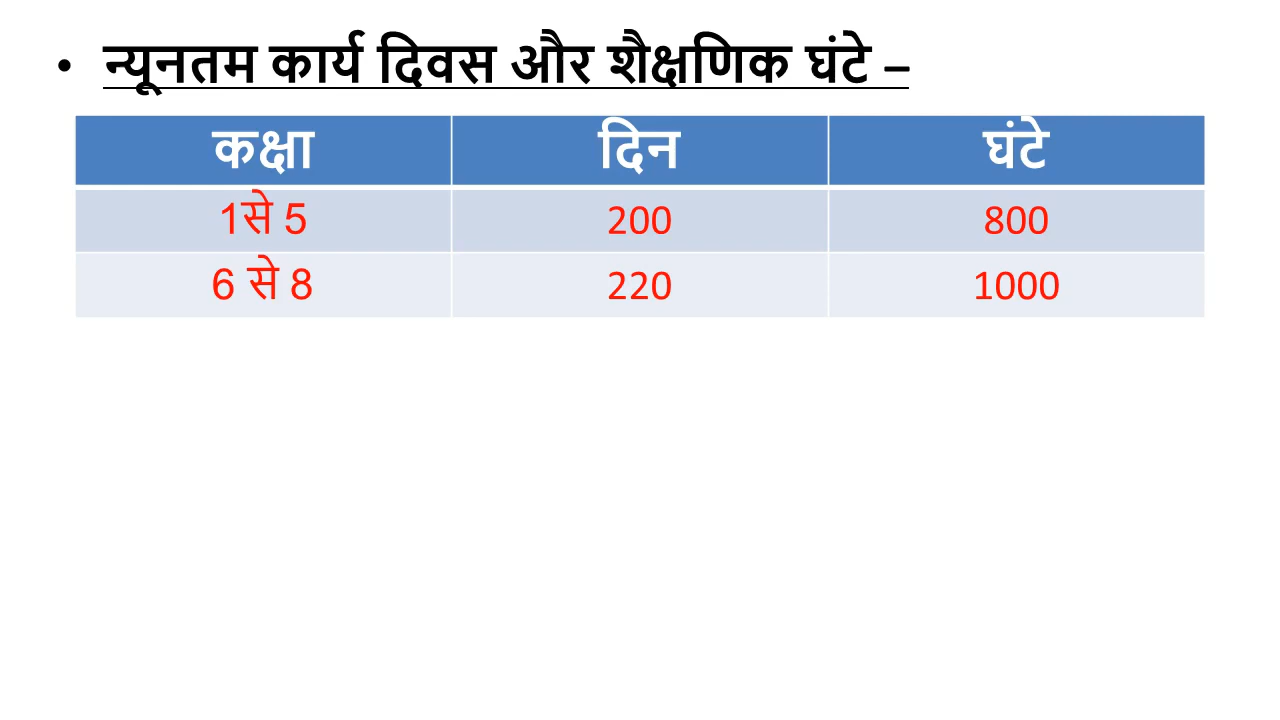 • न्यूनतम कार्य दिवस और शैक्षणिक घंटे –
कक्षा दिन घंटे
1से 5 200 800
6 से 8 220 1000